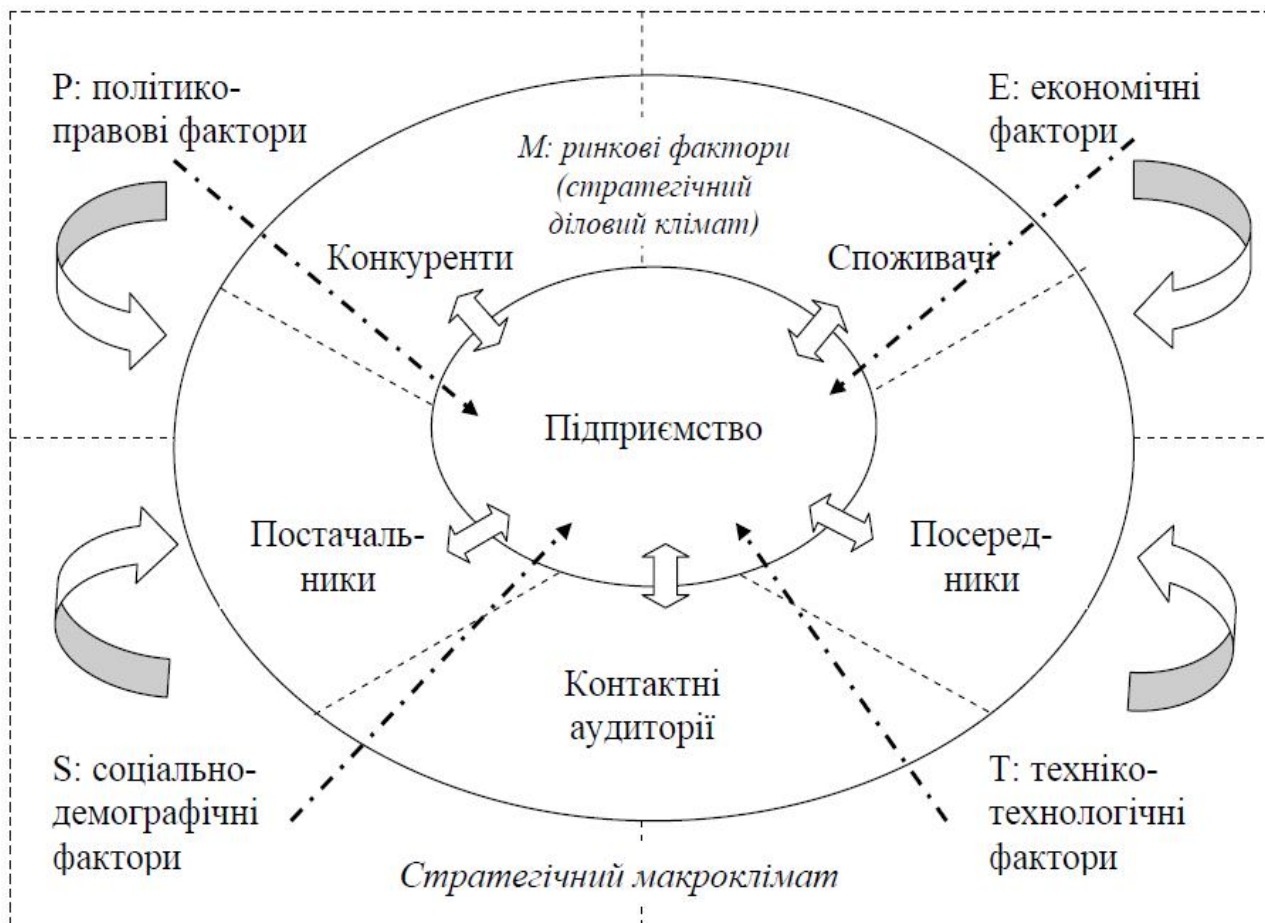 P: політико-
правові фактори
E: економічні
фактори
M: ринкові фактори
(стратегічний
діловий клімат)
Конкуренти
Споживачі
Підприємство
Постачаль-
ники
Посеред-
ники
Контактні
аудиторії
S: соціально-
демографічні
фактори
T: техніко-
технологічні
фактори
Стратегічний макроклімат